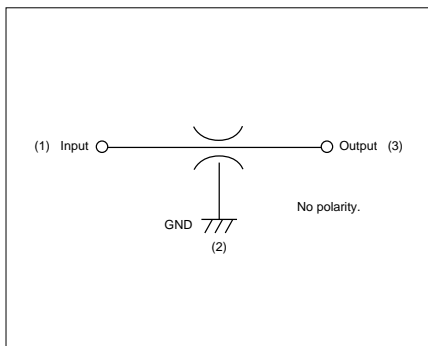 (1) Input Output (3)
No polarity.
GND
(2)